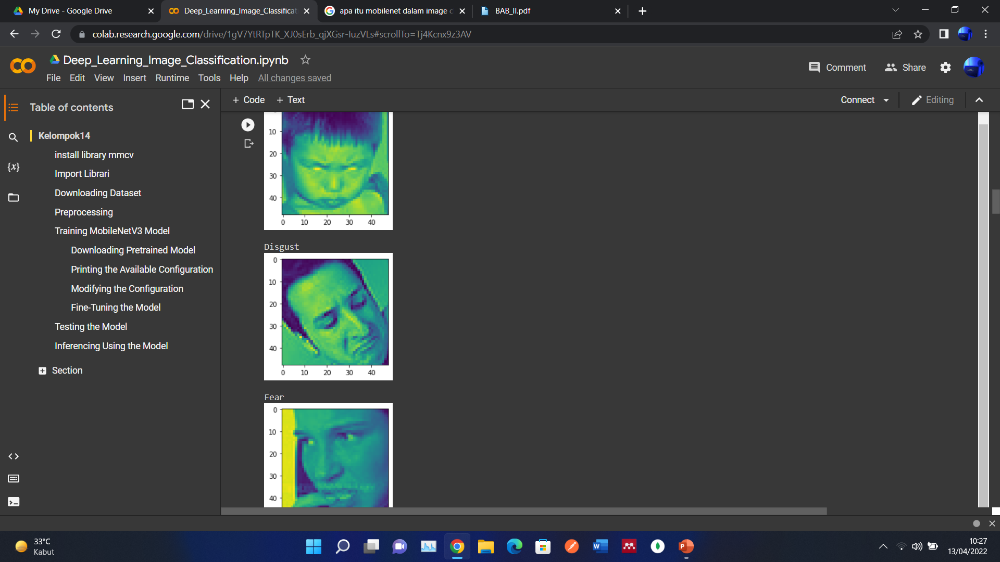 My Drive - Google Drive
Deep_Learning_Image_Classificat
apa itu mobilenet dalam image c
BAB_II.pdf
colab.research.google.com/drive/1gV7YtRTpTK_XJ0sErb_qjXGsr-IuzVLs#scrollTo=Tj4Kcnx9z3AV
Deep_Learning_Image_Classification.ipynb
Comment
Share
File Edit View Insert Runtime Tools Help All changes saved
Table of contents
+ Code + Text
Connect
Editing
Kelompok14
install library mmcv
Import Librari
Downloading Dataset
Preprocessing
Training MobileNetV3 Model
Downloading Pretrained Model
Printing the Available Configuration
Modifying the Configuration
Fine-Tuning the Model
Testing the Model
Inferencing Using the Model
Section
{x}
10
20
30
40
0 10 20 30 40
Disgust
0
10
20
30
40
0 10 20 30 40
Fear
0
10
20
30
40
33°C
Kabut
W
P
10:27
13/04/2022